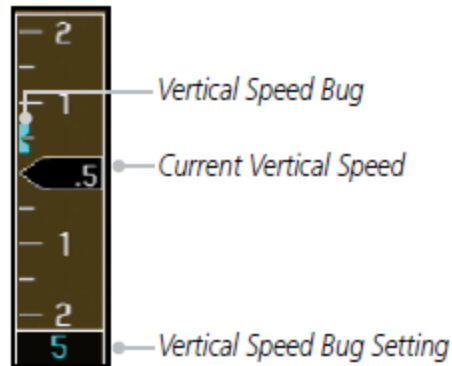 2
1
Vertical Speed Bug
.5
Current Vertical Speed
1
2
5
Vertical Speed Bug Setting